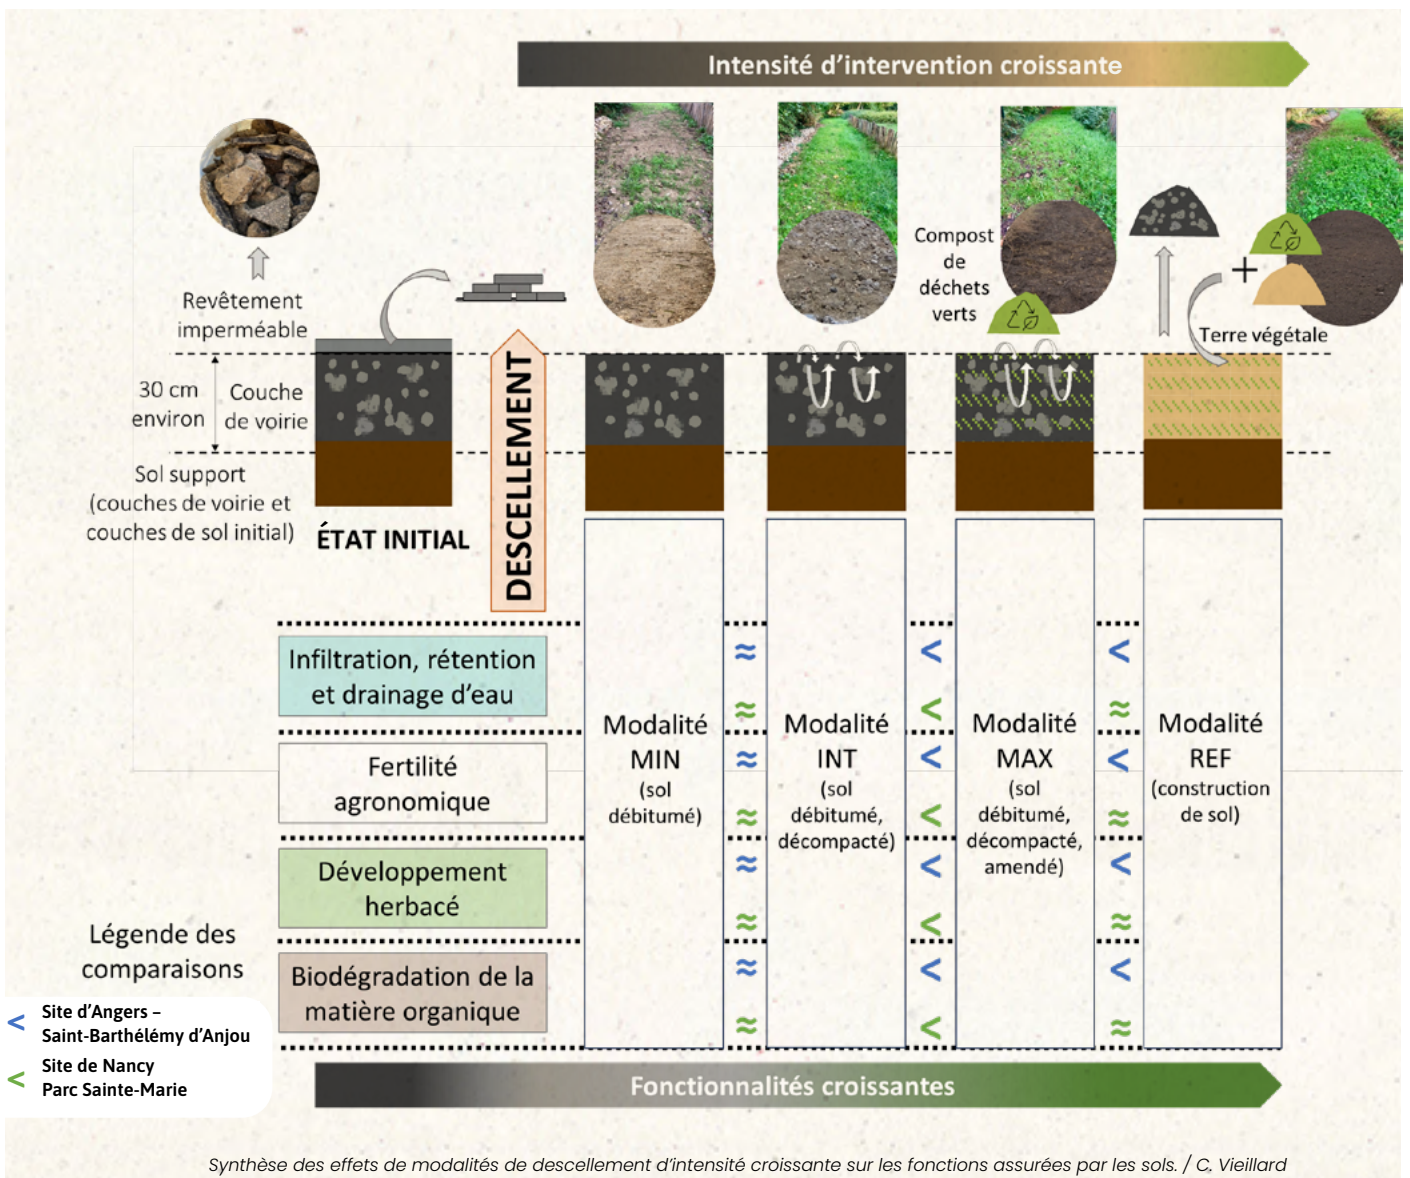 Intensité d'intervention croissante
Revêtement
imperméable
30 cm
environ
Couche
de voirie
Sol support
(couches de voirie et
couches de sol initial)
ÉTAT INITIAL
DESCELLEMENT
Compost
de
déchets
verts
+
Terre végétale
Infiltration, rétention
et drainage d'eau
Fertilité
agronomique
Développement
herbacé
Biodégradation de la
matière organique
Modalité
MIN
(sol
débitumé)
≈
≈
≈
≈
≈
≈
≈
≈
Modalité
INT
(sol
débitumé,
décompacté)
<
<
<
<
<
<
<
<
Modalité
MAX
(sol
débitumé,
décompacté,
amendé)
<
≈
<
≈
<
≈
<
≈
Modalité
REF
(construction
de sol)
Légende des
comparaisons
< Site d'Angers –
Saint-Barthélémy d'Anjou
< Site de Nancy
Parc Sainte-Marie
Fonctionnalités croissantes
Synthèse des effets de modalités de descellement d'intensité croissante sur les fonctions assurées par les sols. / C. Vieillard